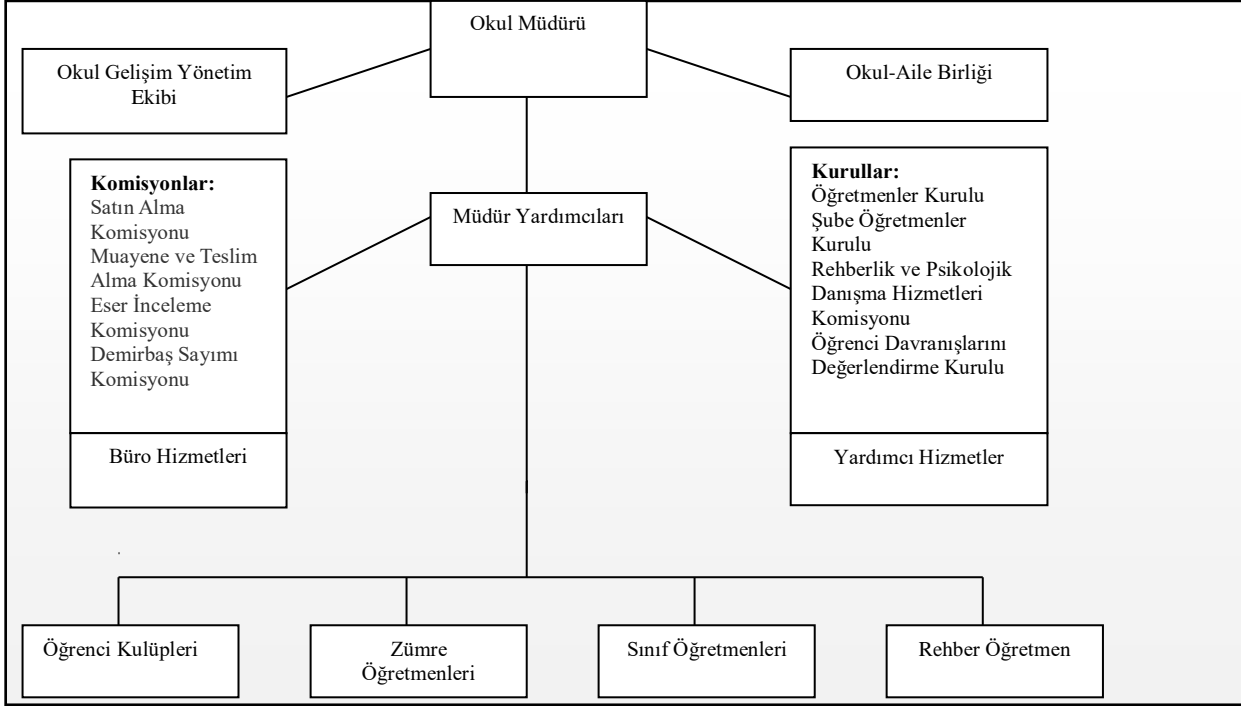 Okul Müdürü
Okul Gelişim Yönetim
Ekibi
Okul-Aile Birliği
Komisyonlar:
Satın Alma
Komisyonu
Muayene ve Teslim
Alma Komisyonu
Eser İnceleme
Komisyonu
Demirbaş Sayımı
Komisyonu
Müdür Yardımcıları
Kurullar:
Öğretmenler Kurulu
Şube Öğretmenler
Kurulu
Rehberlik ve Psikolojik
Danışma Hizmetleri
Komisyonu
Öğrenci Davranışlarını
Değerlendirme Kurulu
Büro Hizmetleri
Yardımcı Hizmetler
.
Öğrenci Kulüpleri
Zümre
Öğretmenleri
Sınıf Öğretmenleri
Rehber Öğretmen